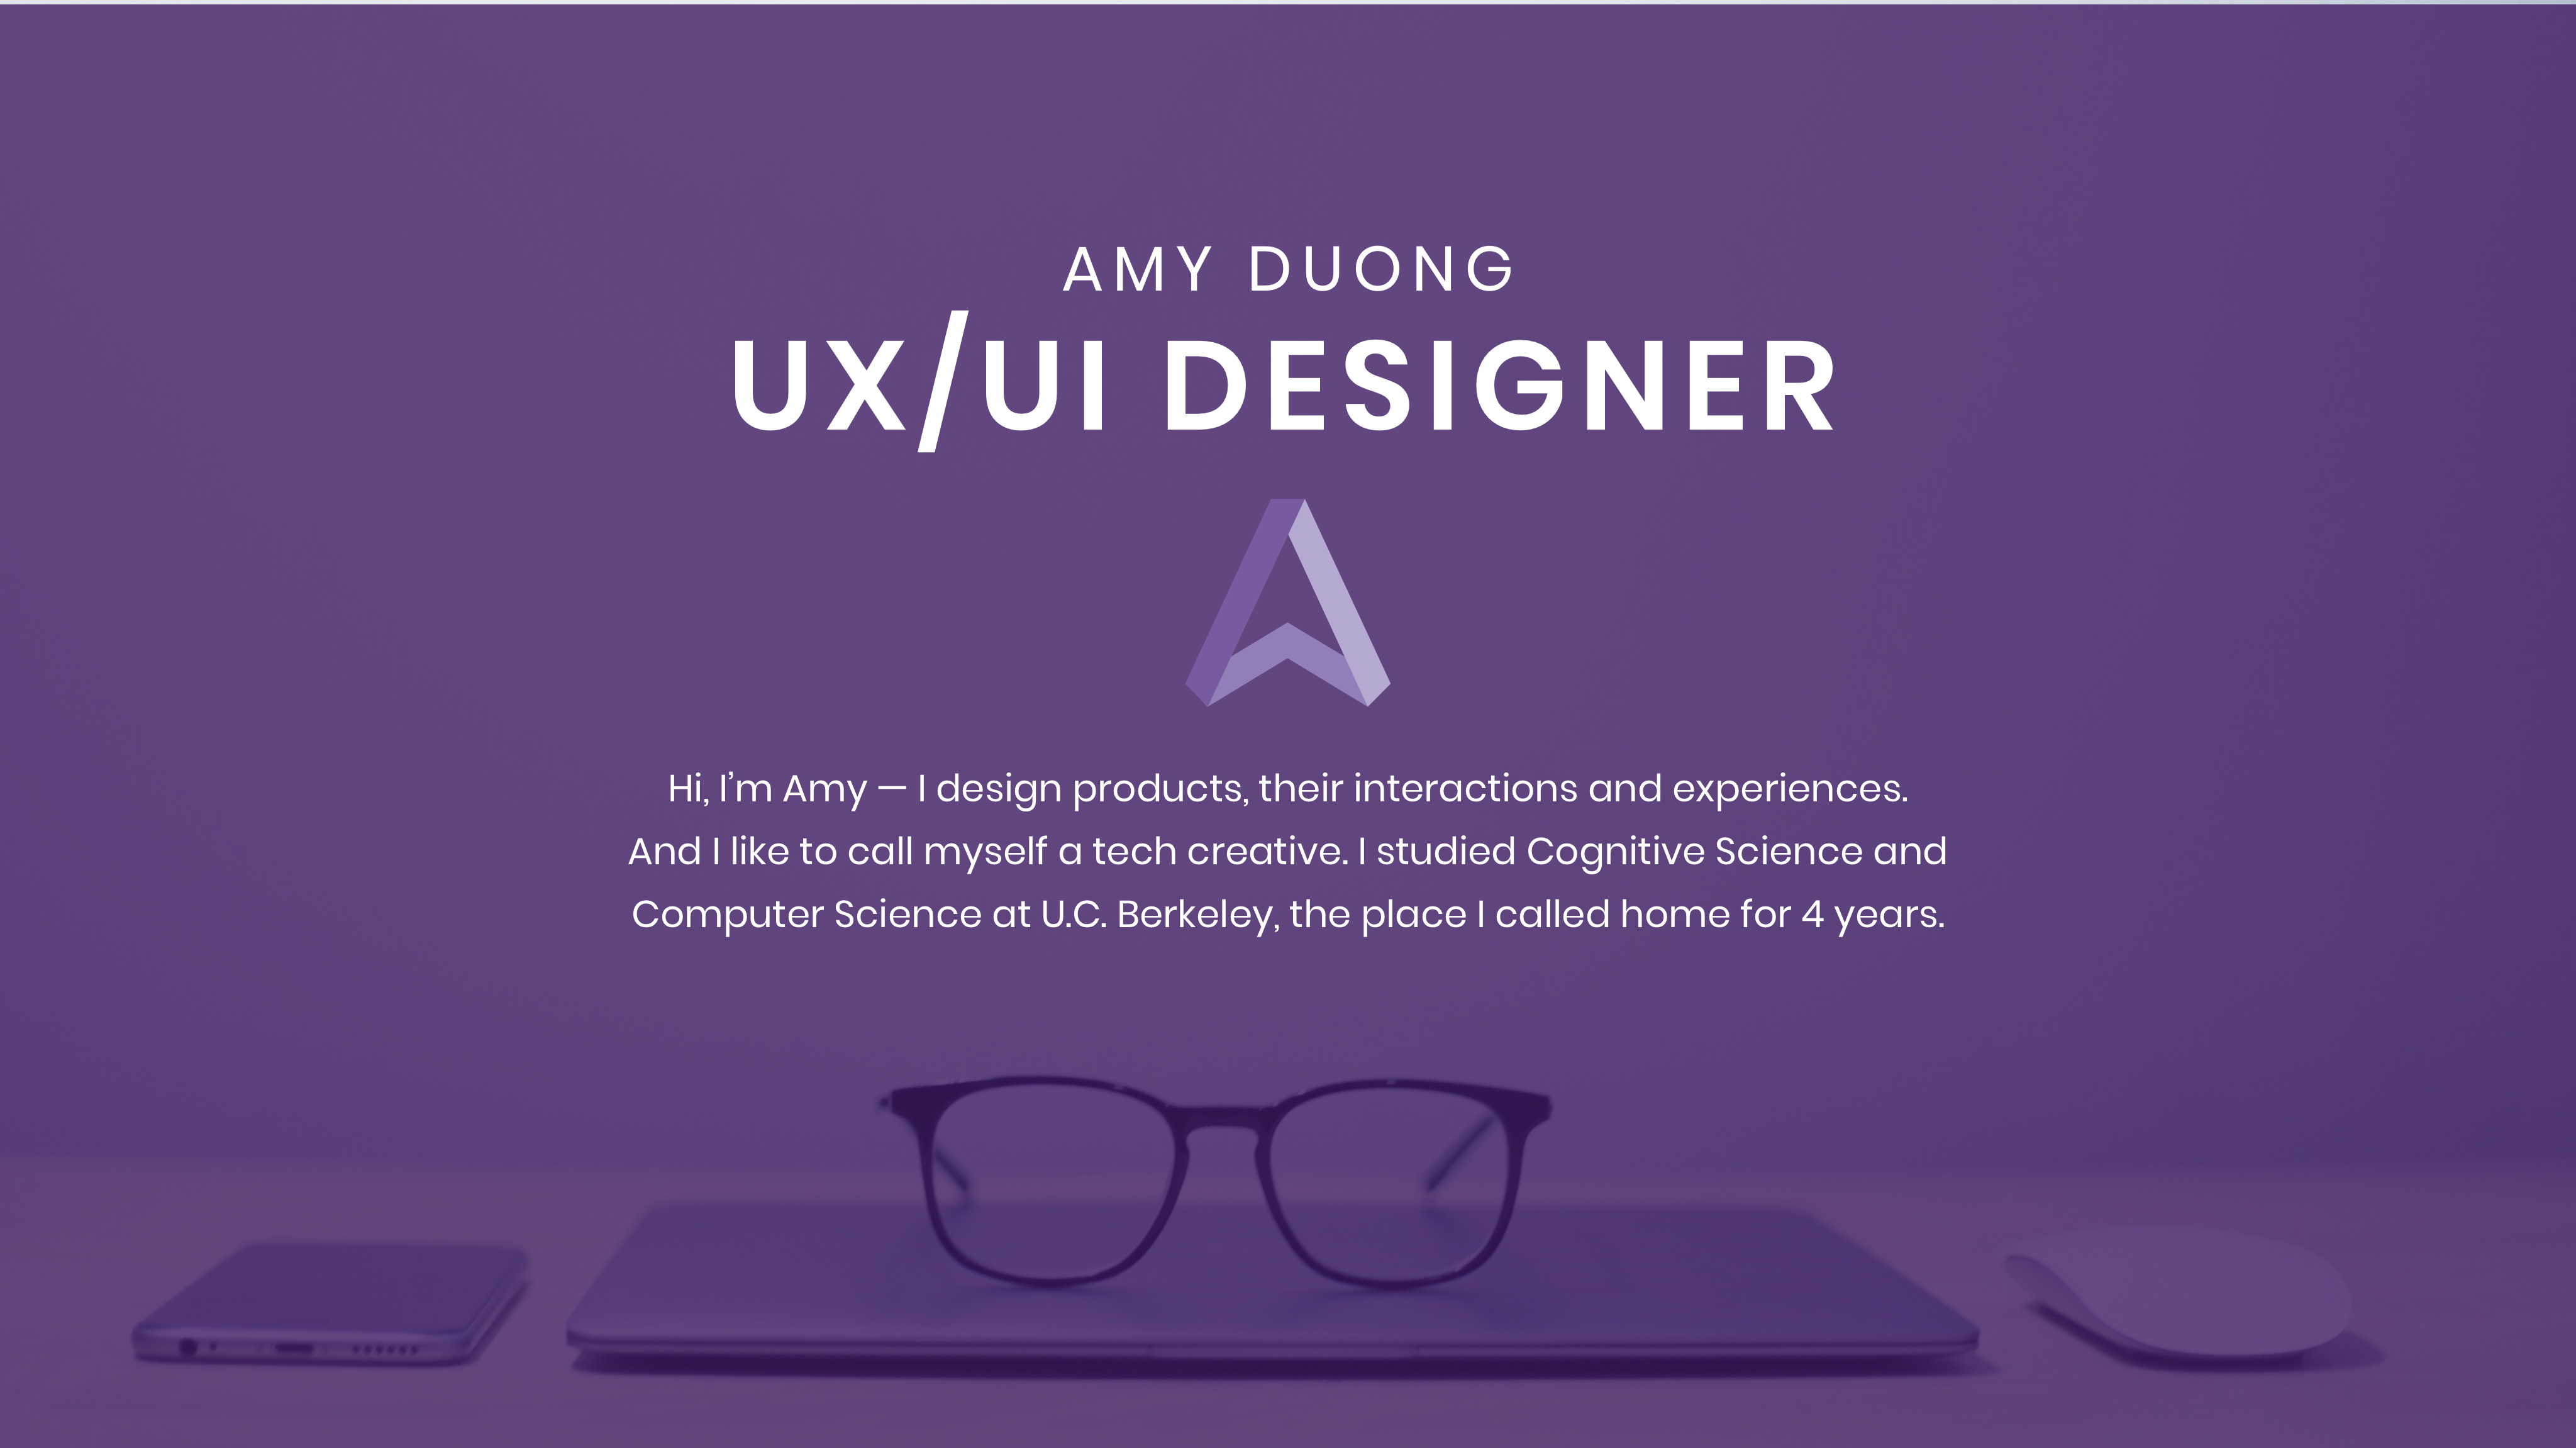 AMY DUONG
UX/UI DESIGNER
Hi, I’m Amy — I design products, their interactions and experiences.
And I like to call myself a tech creative. I studied Cognitive Science and
Computer Science at U.C. Berkeley, the place I called home for 4 years.